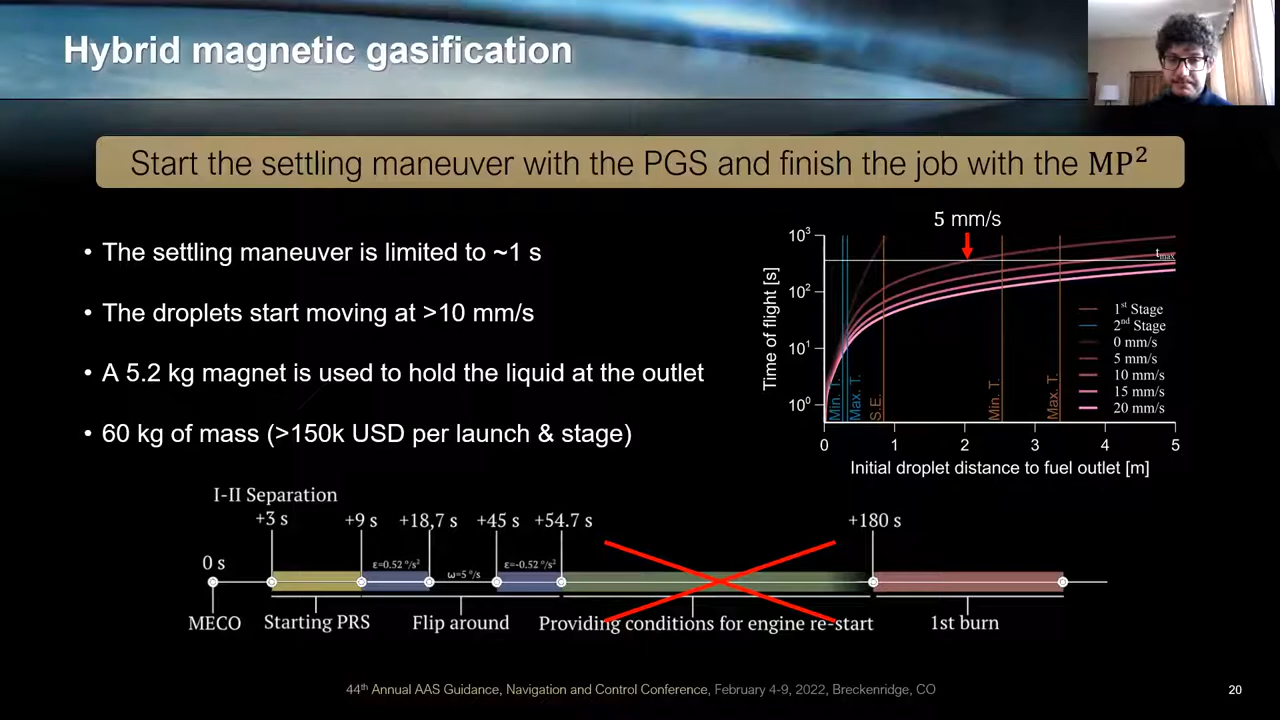 Hybrid magnetic gasification
Start the settling maneuver with the PGS and finish the job with the MP²
• The settling maneuver is limited to ~1 s
• The droplets start moving at >10 mm/s
• A 5.2 kg magnet is used to hold the liquid at the outlet
• 60 kg of mass (>150k USD per launch & stage)
5 mm/s
Time of flight [s]
10³
10²
10¹
10⁰
tmax
Min. T.
Max. T.
S.E.
Min. T.
Max. T.
1st Stage
2nd Stage
0 mm/s
5 mm/s
10 mm/s
15 mm/s
20 mm/s
0 1 2 3 4 5
Initial droplet distance to fuel outlet [m]
I-II Separation
+3 s +9 s +18,7 s +45 s +54.7 s +180 s
0 s
ε=0.52 °/s² ω=5 °/s ε=-0.52 °/s²
MECO Starting PRS Flip around Providing conditions for engine re-start 1st burn
44th Annual AAS Guidance, Navigation and Control Conference, February 4-9, 2022, Breckenridge, CO
20